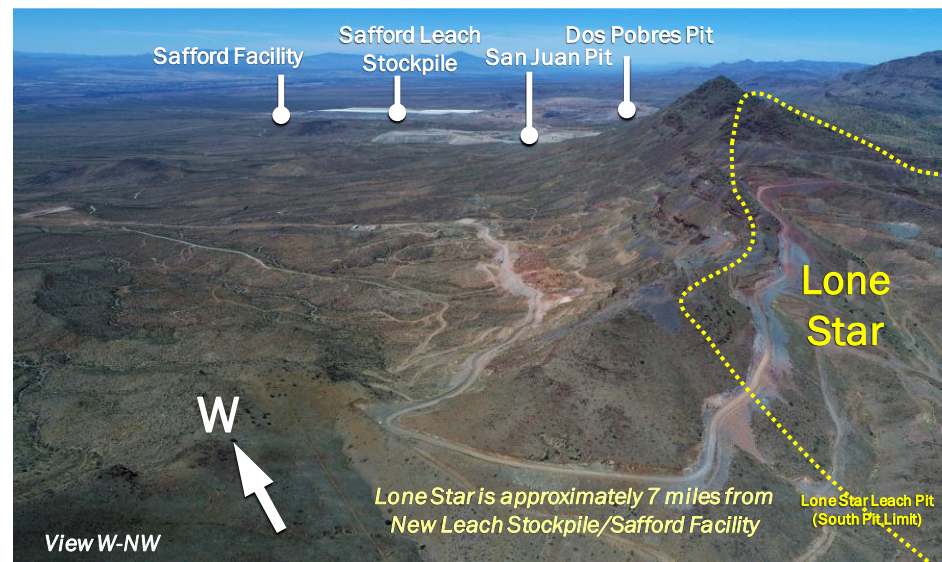 Safford Facility
Safford Leach
Stockpile
San Juan Pit
Dos Pobres Pit
Lone
Star
W
Lone Star is approximately 7 miles from
New Leach Stockpile/Safford Facility
Lone Star Leach Pit
(South Pit Limit)
View W-NW